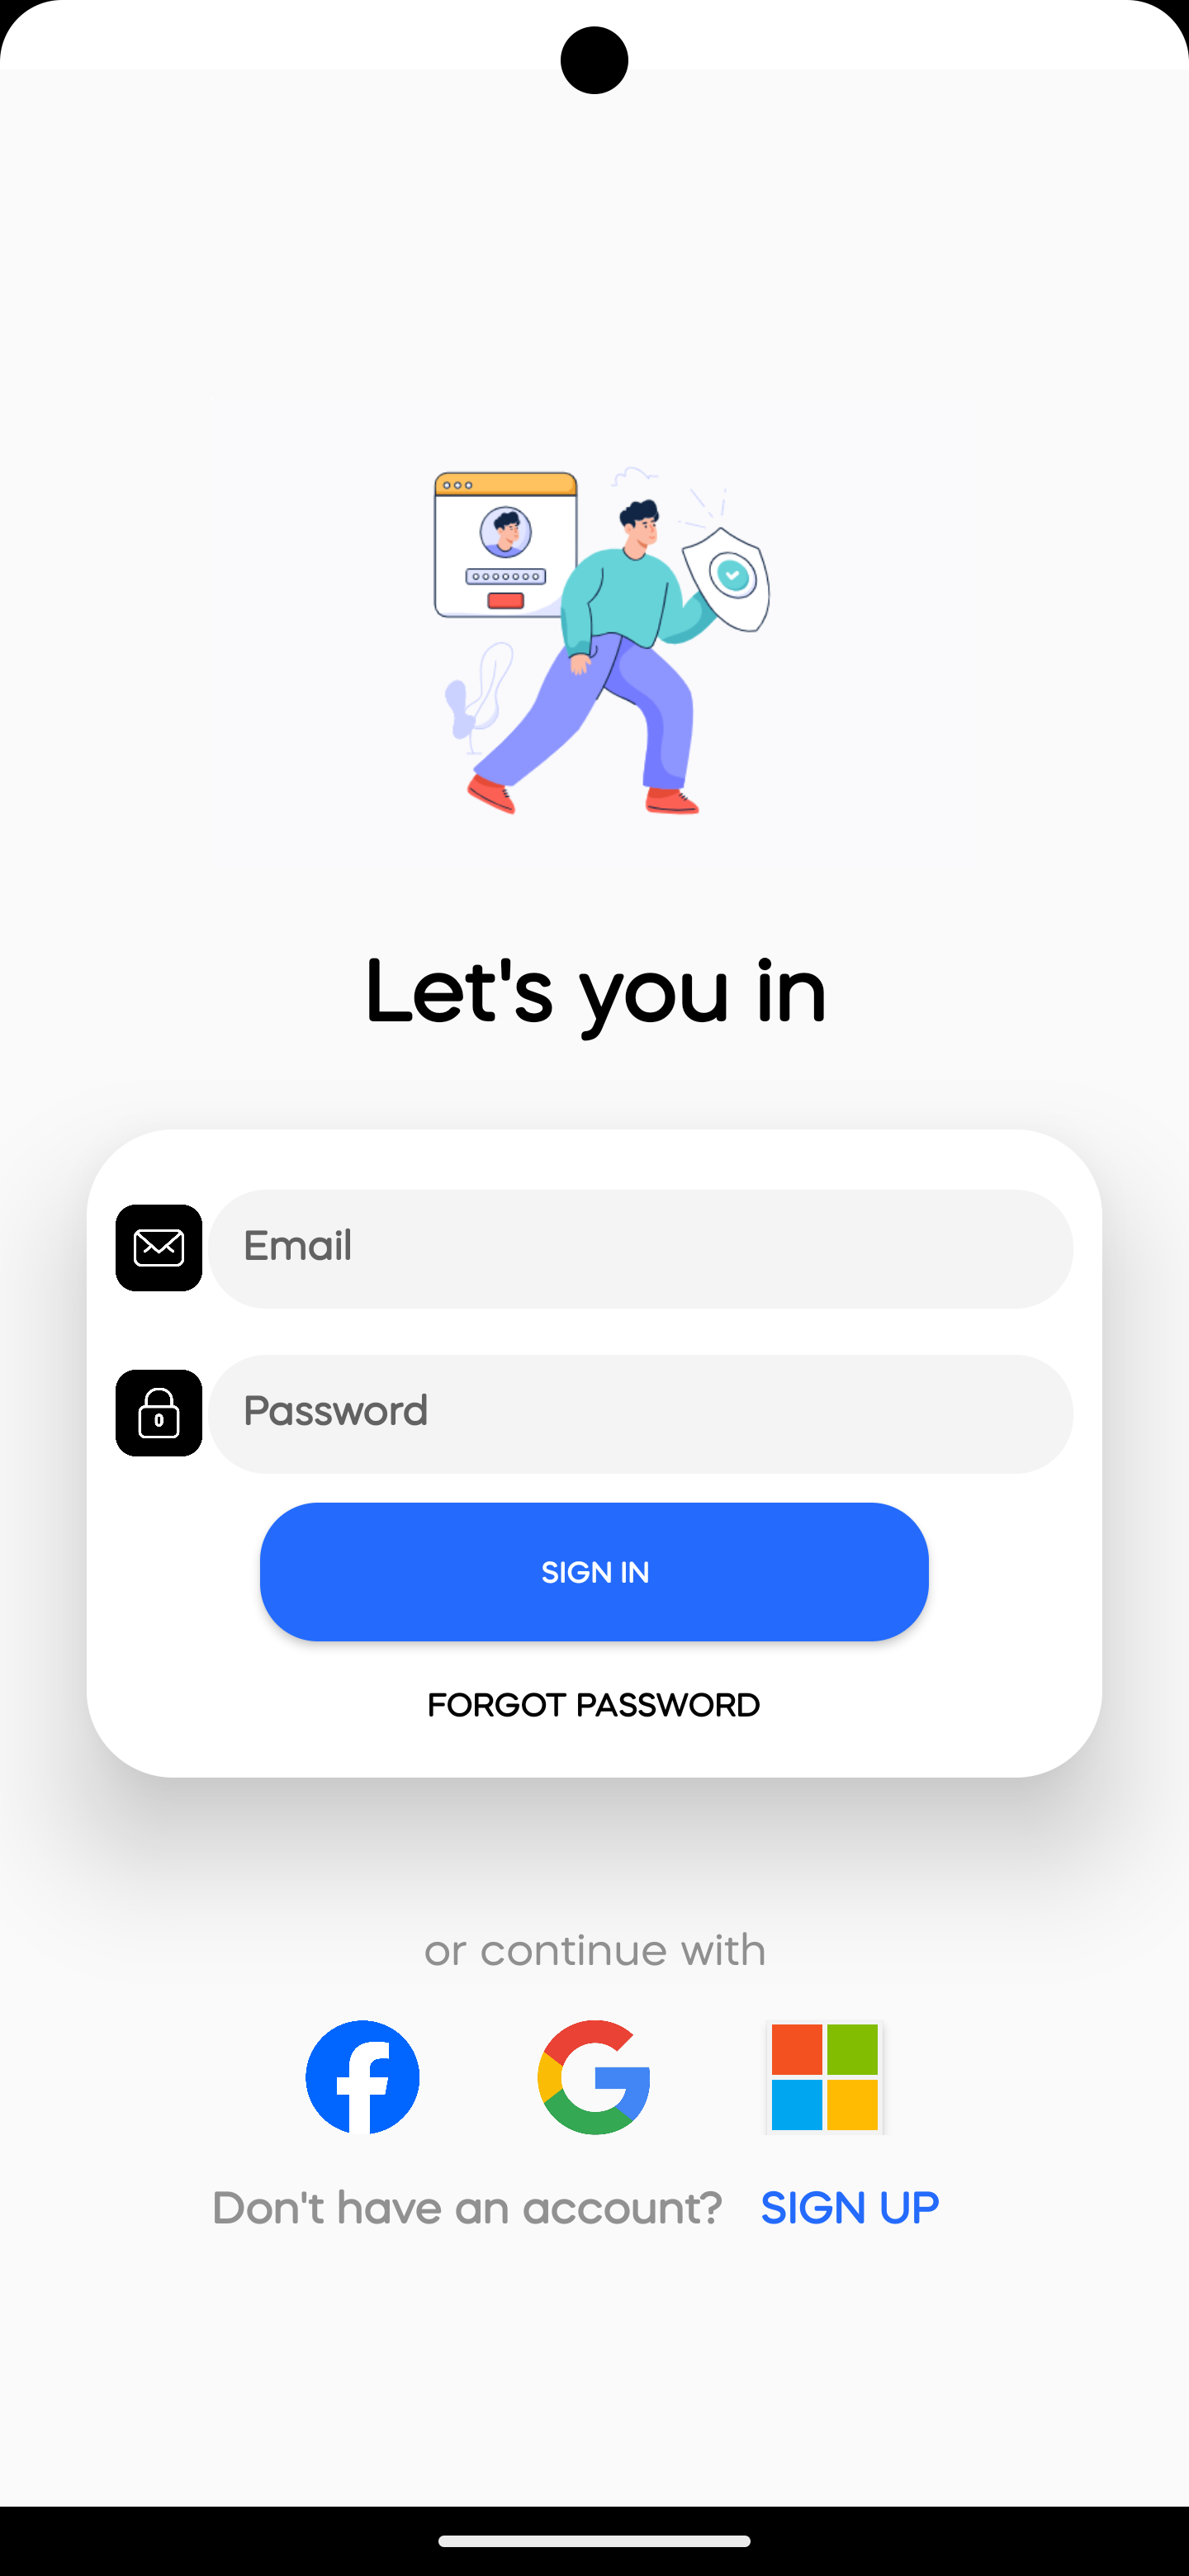 Let's you in
Email
Password
SIGN IN
FORGOT PASSWORD
or continue with
Don't have an account? SIGN UP